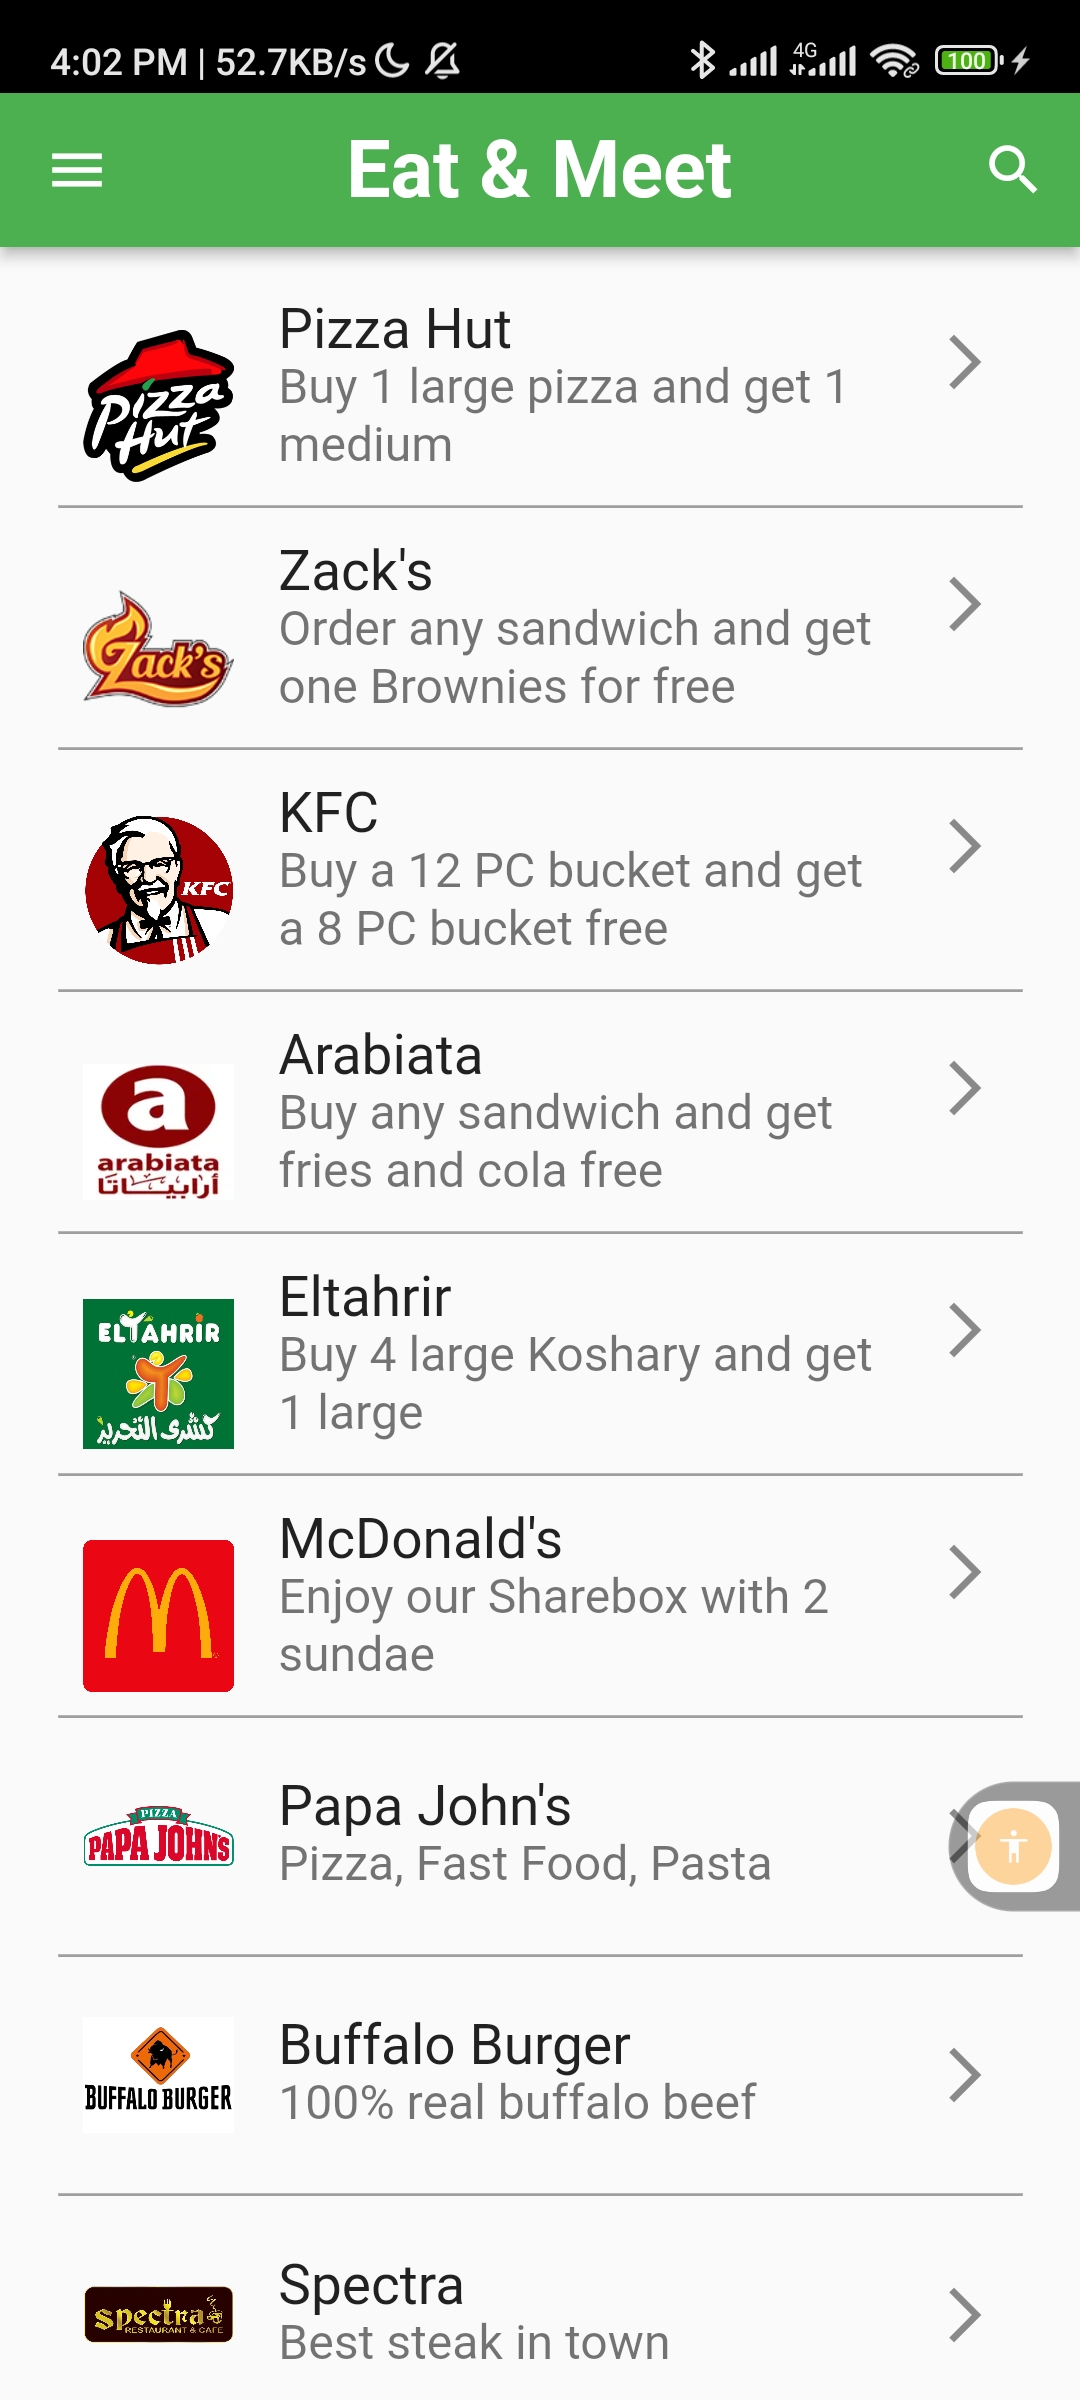 4:02 PM | 52.7KB/s
4G
100
Eat & Meet
Pizza Hut
Pizza Hut
Buy 1 large pizza and get 1
medium
Zack's
Zack's
Order any sandwich and get
one Brownies for free
KFC
KFC
Buy a 12 PC bucket and get
a 8 PC bucket free
a
arabiata
أرابيـاتا
Arabiata
Buy any sandwich and get
fries and cola free
ELTAHRIR
كشرى التحرير
Eltahrir
Buy 4 large Koshary and get
1 large
McDonald's
Enjoy our Sharebox with 2
sundae
PIZZA
PAPA JOHNS
Papa John's
Pizza, Fast Food, Pasta
BUFFALO BURGER
Buffalo Burger
100% real buffalo beef
spectra
RESTAURANT & CAFE
Spectra
Best steak in town